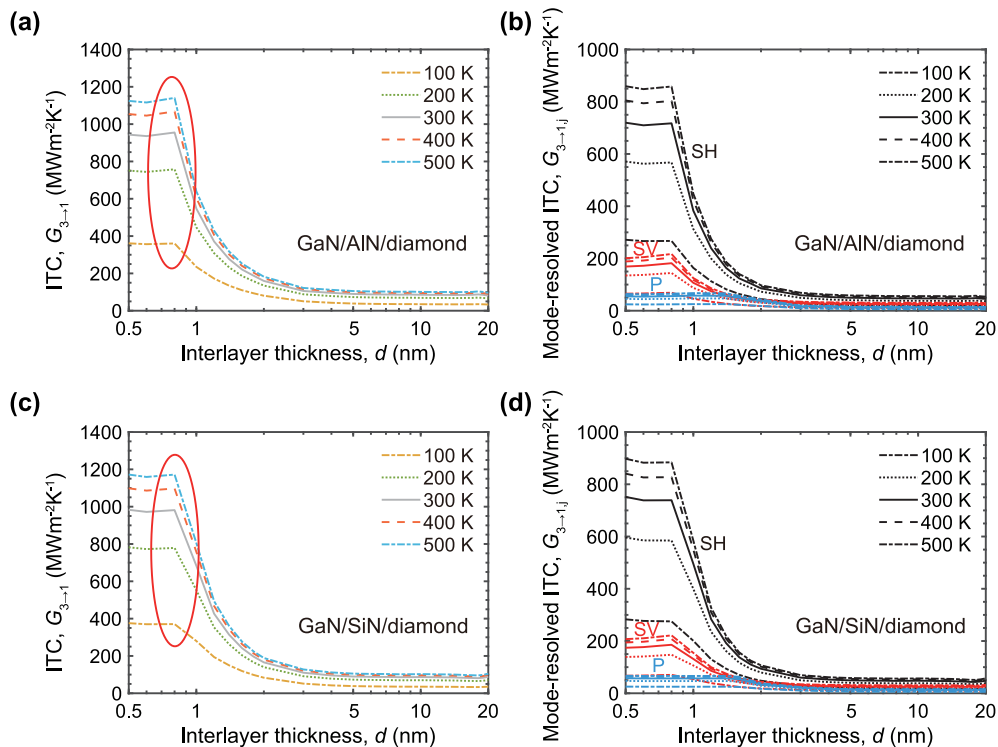 (a)
1400
1200
1000
800
600
400
200
0
ITC, G3→1 (MWm-2K-1)
100 K
200 K
300 K
400 K
500 K
GaN/AlN/diamond
0.5 1 5 10 20
Interlayer thickness, d (nm)
(b)
1000
800
600
400
200
0
Mode-resolved ITC, G3→1,j (MWm-2K-1)
100 K
200 K
300 K
400 K
500 K
SH
GaN/AlN/diamond
SV
P
0.5 1 5 10 20
Interlayer thickness, d (nm)
(c)
1400
1200
1000
800
600
400
200
0
ITC, G3→1 (MWm-2K-1)
100 K
200 K
300 K
400 K
500 K
GaN/SiN/diamond
0.5 1 5 10 20
Interlayer thickness, d (nm)
(d)
1000
800
600
400
200
0
Mode-resolved ITC, G3→1,j (MWm-2K-1)
100 K
200 K
300 K
400 K
500 K
SH
GaN/SiN/diamond
SV
P
0.5 1 5 10 20
Interlayer thickness, d (nm)